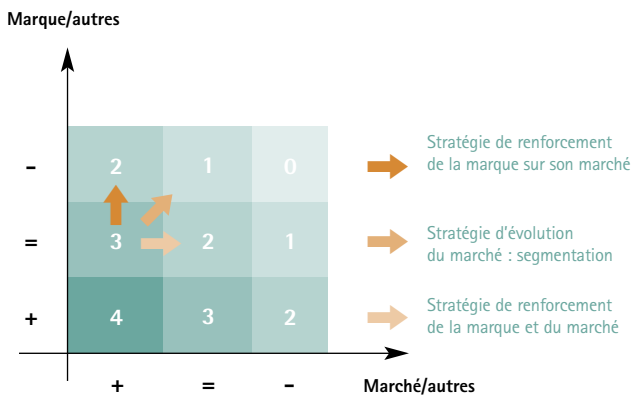 Marque/autres
- 2 1 0
Stratégie de renforcement
de la marque sur son marché
= 3 2 1
Stratégie d'évolution
du marché : segmentation
+ 4 3 2
Stratégie de renforcement
de la marque et du marché
+ = -
Marché/autres